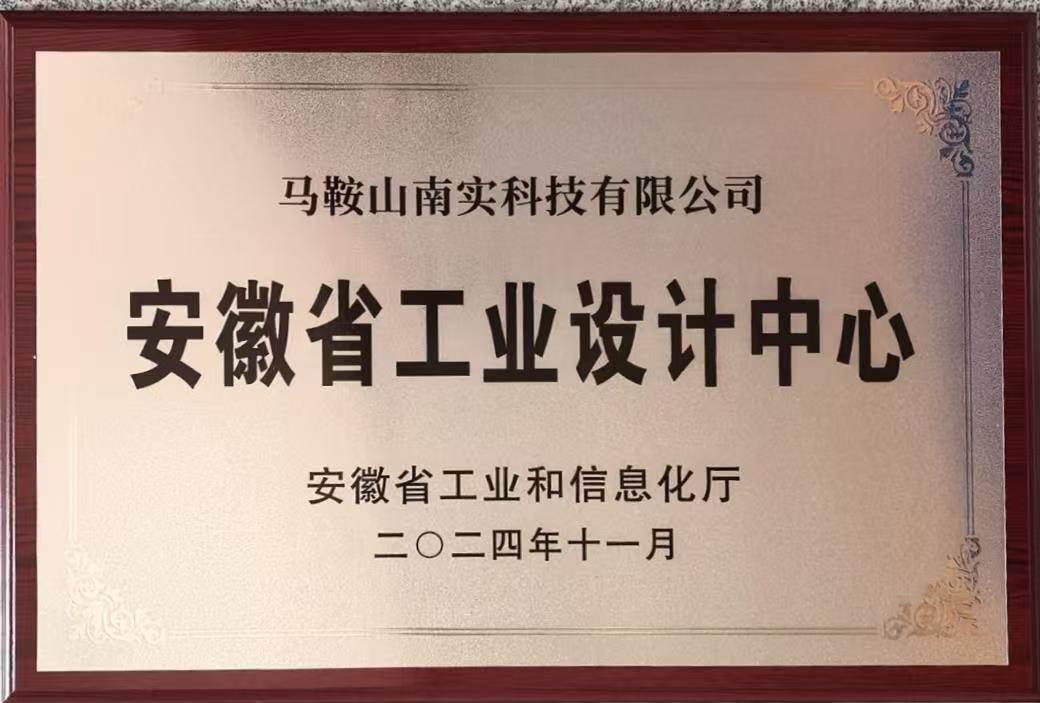 马鞍山南实科技有限公司
安徽省工业设计中心
安徽省工业和信息化厅
二〇二四年十一月